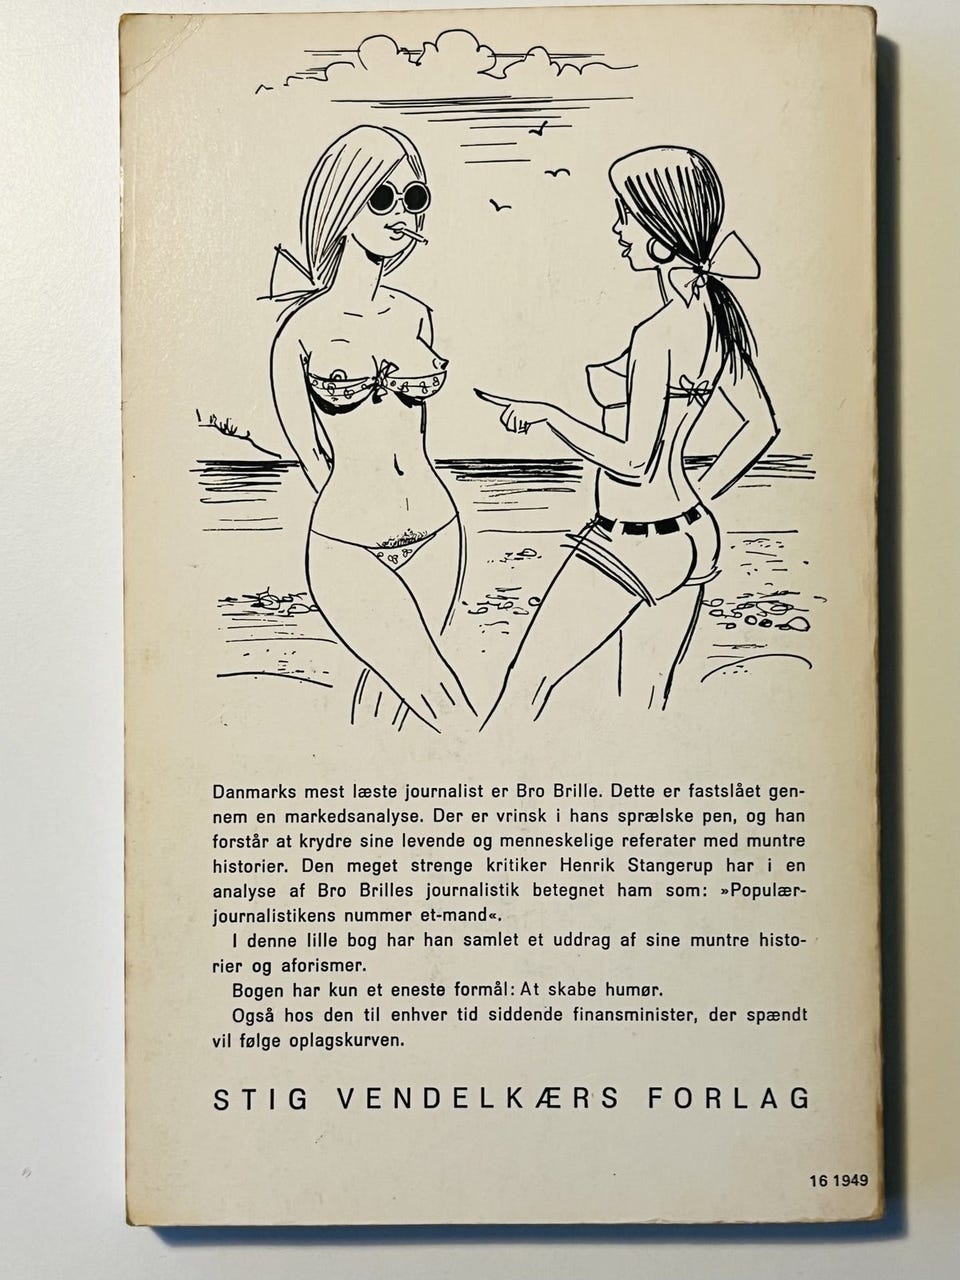 Danmarks mest læste journalist er Bro Brille. Dette er fastslået gen-
nem en markedsanalyse. Der er vrinsk i hans sprælske pen, og han
forstår at krydre sine levende og menneskelige referater med muntre
historier. Den meget strenge kritiker Henrik Stangerup har i en
analyse af Bro Brilles journalistik betegnet ham som: »Populær-
journalistikens nummer et-mand«.
I denne lille bog har han samlet et uddrag af sine muntre histo-
rier og aforismer.
Bogen har kun et eneste formål: At skabe humør.
Også hos den til enhver tid siddende finansminister, der spændt
vil følge oplagskurven.
STIG VENDELKÆRS FORLAG
16 1949